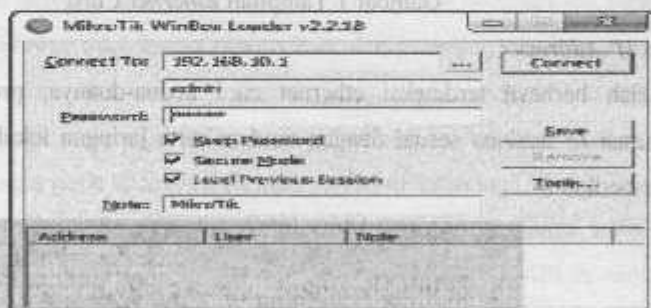 MikroTik WinBox Loader v2.2.18
Connect To: 192.168.10.1 ... Connect
admin
Password: *******
Keep Password Save
Secure Mode Remove
Load Previous Session Tools...
Note: MikroTik
Address User Note